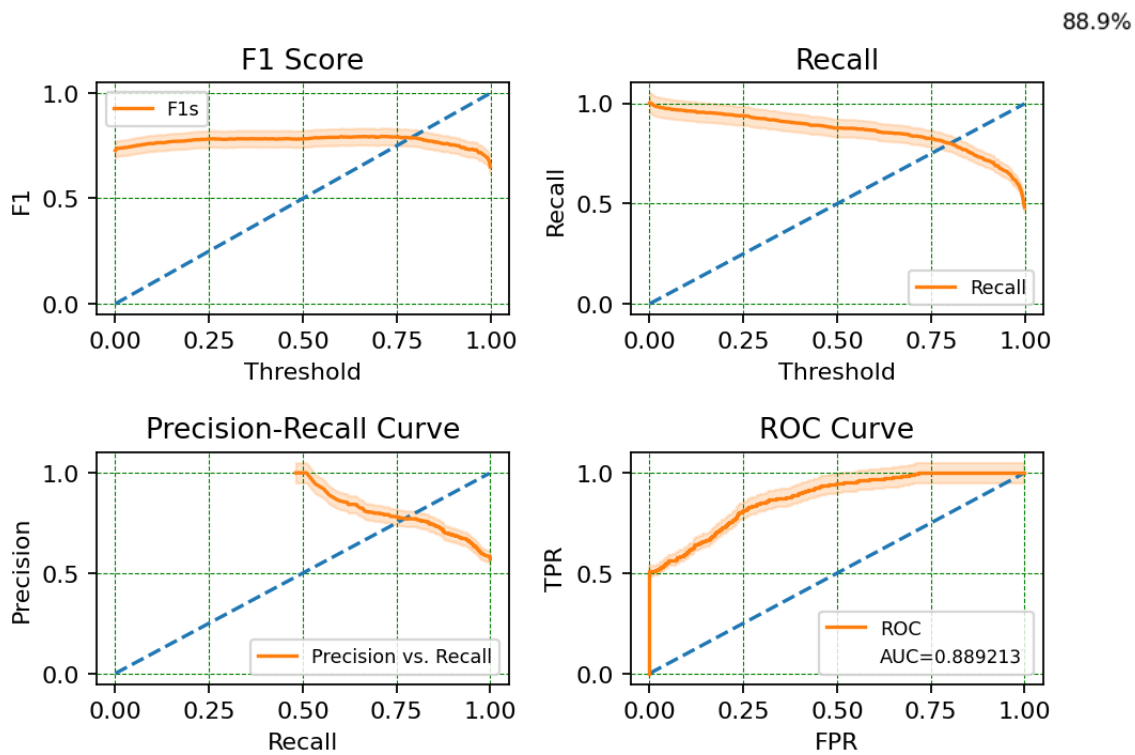 88.9%
F1 Score
1.0
0.5
0.0
F1
F1s
0.00 0.25 0.50 0.75 1.00
Threshold
Recall
1.0
0.5
0.0
Recall
Recall
0.00 0.25 0.50 0.75 1.00
Threshold
Precision-Recall Curve
1.0
0.5
0.0
Precision
Precision vs. Recall
0.00 0.25 0.50 0.75 1.00
Recall
ROC Curve
1.0
0.5
0.0
TPR
ROC
AUC=0.889213
0.00 0.25 0.50 0.75 1.00
FPR